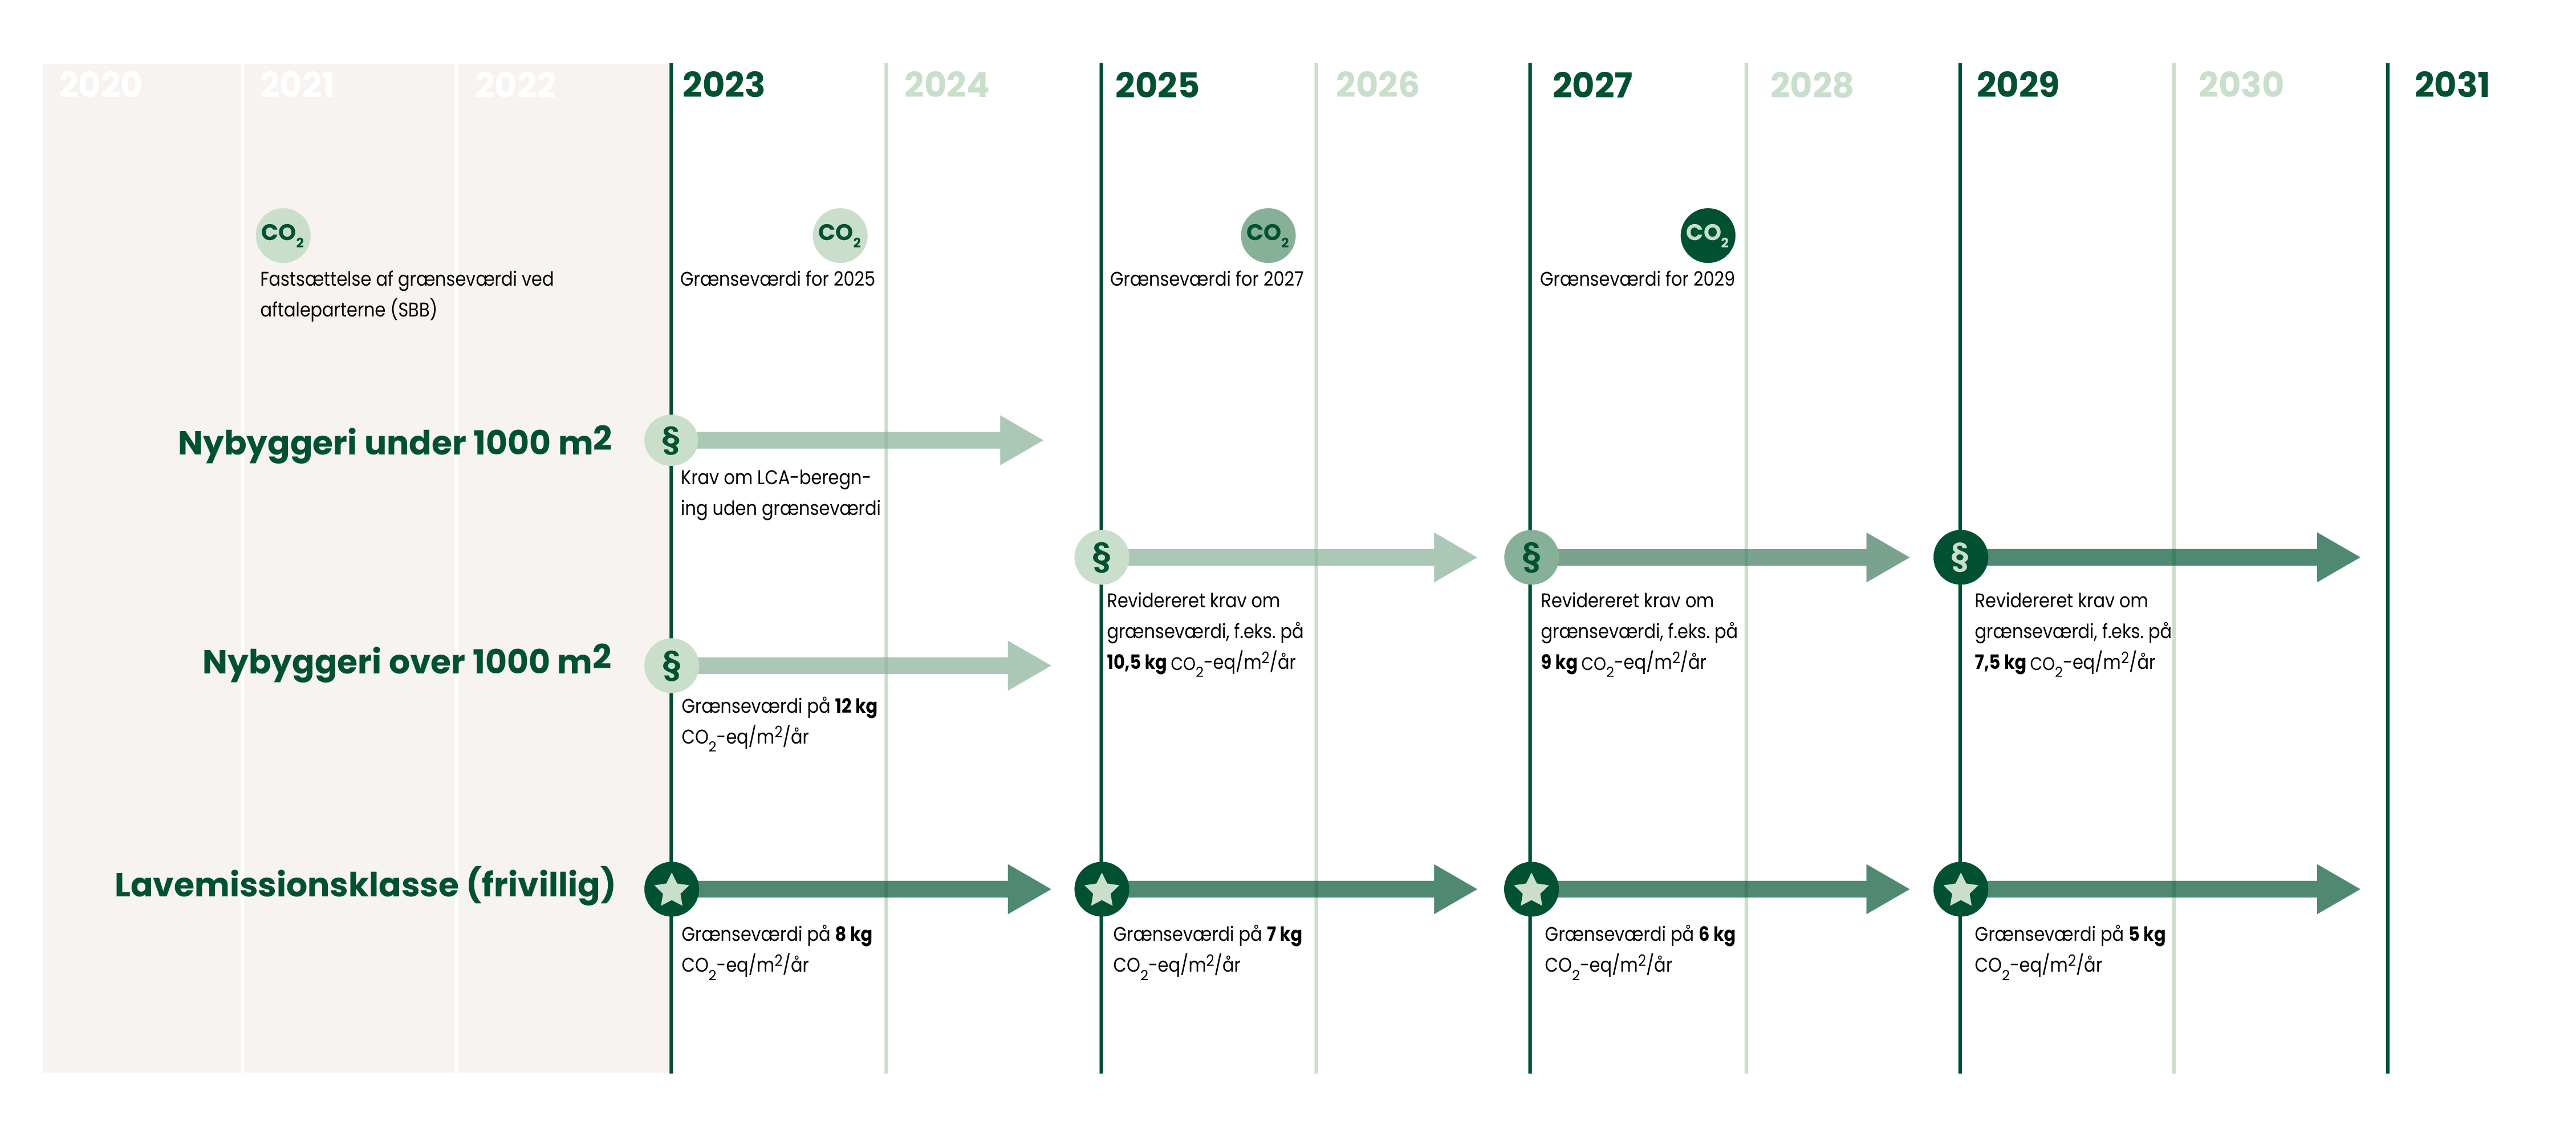 2020 2021 2022 2023 2024 2025 2026 2027 2028 2029 2030 2031
CO₂ CO₂ CO₂ CO₂
Fastsættelse af grænseværdi ved
aftaleparterne (SBB)
Grænseværdi for 2025
Grænseværdi for 2027
Grænseværdi for 2029
Nybyggeri under 1000 m²
§
Krav om LCA-beregn-
ing uden grænseværdi
§
Revidereret krav om
grænseværdi, f.eks. på
10,5 kg CO₂-eq/m²/år
§
Revidereret krav om
grænseværdi, f.eks. på
9 kg CO₂-eq/m²/år
§
Revidereret krav om
grænseværdi, f.eks. på
7,5 kg CO₂-eq/m²/år
Nybyggeri over 1000 m²
§
Grænseværdi på 12 kg
CO₂-eq/m²/år
Lavemissionsklasse (frivillig)
Grænseværdi på 8 kg
CO₂-eq/m²/år
Grænseværdi på 7 kg
CO₂-eq/m²/år
Grænseværdi på 6 kg
CO₂-eq/m²/år
Grænseværdi på 5 kg
CO₂-eq/m²/år